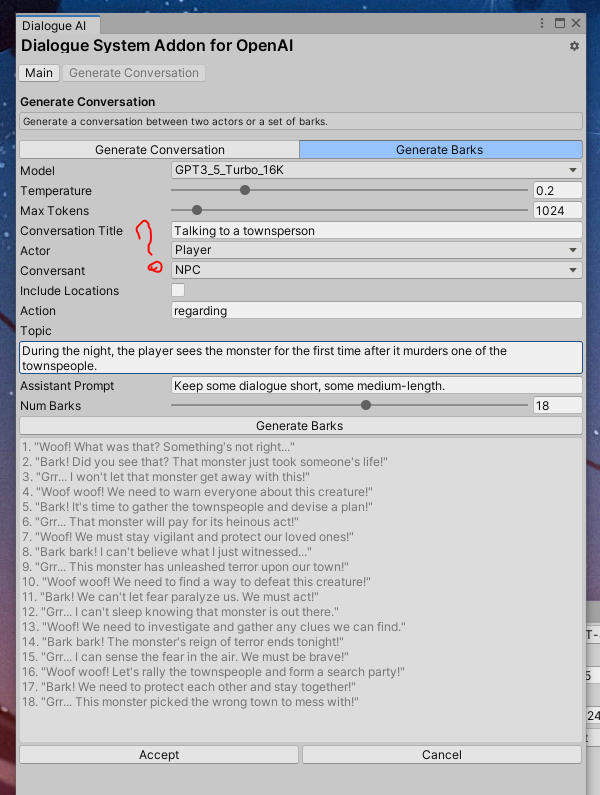 Dialogue AI
Dialogue System Addon for OpenAI
Main Generate Conversation
Generate Conversation
Generate a conversation between two actors or a set of barks.
Generate Conversation Generate Barks
Model GPT3_5_Turbo_16K
Temperature 0.2
Max Tokens 1024
Conversation Title Talking to a townsperson
?
Actor Player
Conversant NPC
Include Locations
Action regarding
Topic
During the night, the player sees the monster for the first time after it murders one of the
townspeople.
Assistant Prompt Keep some dialogue short, some medium-length.
Num Barks 18
Generate Barks
1. "Woof! What was that? Something's not right..."
2. "Bark! Did you see that? That monster just took someone's life!"
3. "Grr... I won't let that monster get away with this!"
4. "Woof woof! We need to warn everyone about this creature!"
5. "Bark! It's time to gather the townspeople and devise a plan!"
6. "Grr... That monster will pay for its heinous act!"
7. "Woof! We must stay vigilant and protect our loved ones!"
8. "Bark bark! I can't believe what I just witnessed..."
9. "Grr... This monster has unleashed terror upon our town!"
10. "Woof woof! We need to find a way to defeat this creature!"
11. "Bark! We can't let fear paralyze us. We must act!"
12. "Grr... I can't sleep knowing that monster is out there."
13. "Woof! We need to investigate and gather any clues we can find."
14. "Bark bark! The monster's reign of terror ends tonight!"
15. "Grr... I can sense the fear in the air. We must be brave!"
16. "Woof woof! Let's rally the townspeople and form a search party!"
17. "Bark! We need to protect each other and stay together!"
18. "Grr... This monster picked the wrong town to mess with!"
Accept Cancel